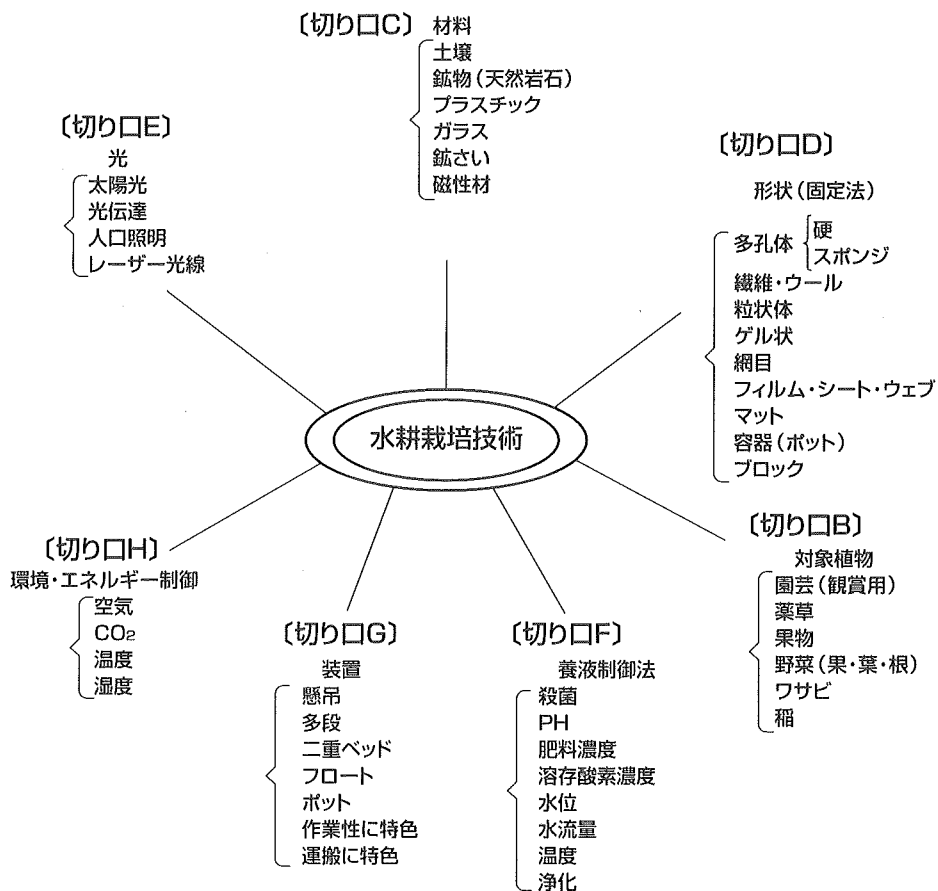 〔切り口C〕 材料
土壌
鉱物(天然岩石)
プラスチック
ガラス
鉱さい
磁性材
〔切り口E〕
光
太陽光
光伝達
人口照明
レーザー光線
〔切り口D〕
形状(固定法)
多孔体
硬
スポンジ
繊維・ウール
粒状体
ゲル状
網目
フィルム・シート・ウェブ
マット
容器(ポット)
ブロック
水耕栽培技術
〔切り口H〕
環境・エネルギー制御
空気
CO₂
温度
湿度
〔切り口G〕
装置
懸吊
多段
二重ベッド
フロート
ポット
作業性に特色
運搬に特色
〔切り口F〕
養液制御法
殺菌
PH
肥料濃度
溶存酸素濃度
水位
水流量
温度
浄化
〔切り口B〕
対象植物
園芸(観賞用)
薬草
果物
野菜(果・葉・根)
ワサビ
稲